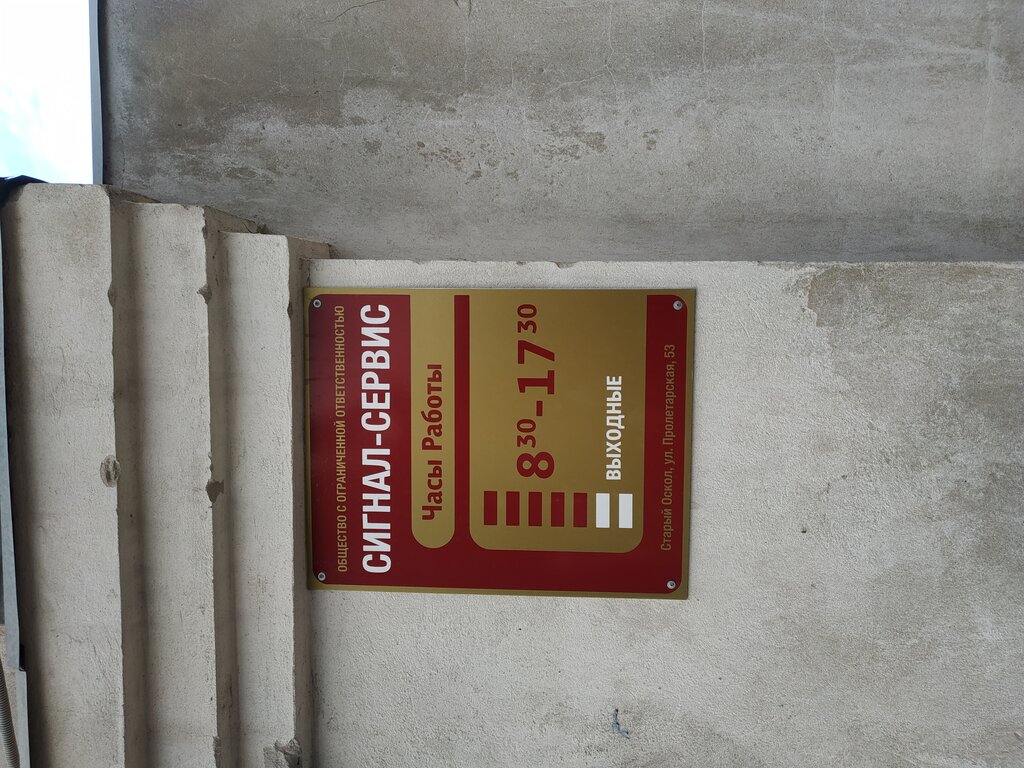 ОБЩЕСТВО С ОГРАНИЧЕННОЙ ОТВЕТСТВЕННОСТЬЮ
СИГНАЛ-СЕРВИС
Часы Работы
8³⁰-17³⁰
ВЫХОДНЫЕ
Старый Оскол, ул. Пролетарская, 53